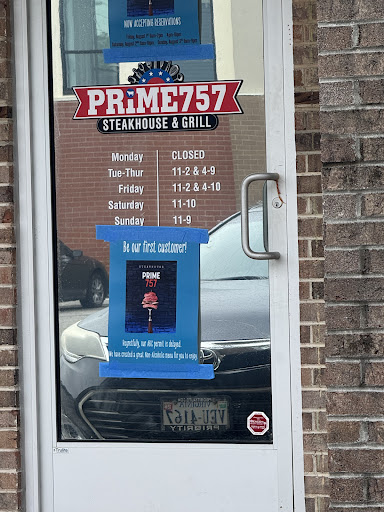 NOW ACCEPTING RESERVATIONS
PRIME757
STEAKHOUSE & GRILL
Monday CLOSED
Tue-Thur 11-2 & 4-9
Friday 11-2 & 4-10
Saturday 11-10
Sunday 11-9
Be our first customer!
STEAKHOUSE
PRIME
757
Regretfully, our ABC permit is delayed.
We have created a great Non-Alcoholic menu for you to enjoy.
VEU-4167
PRIORITY